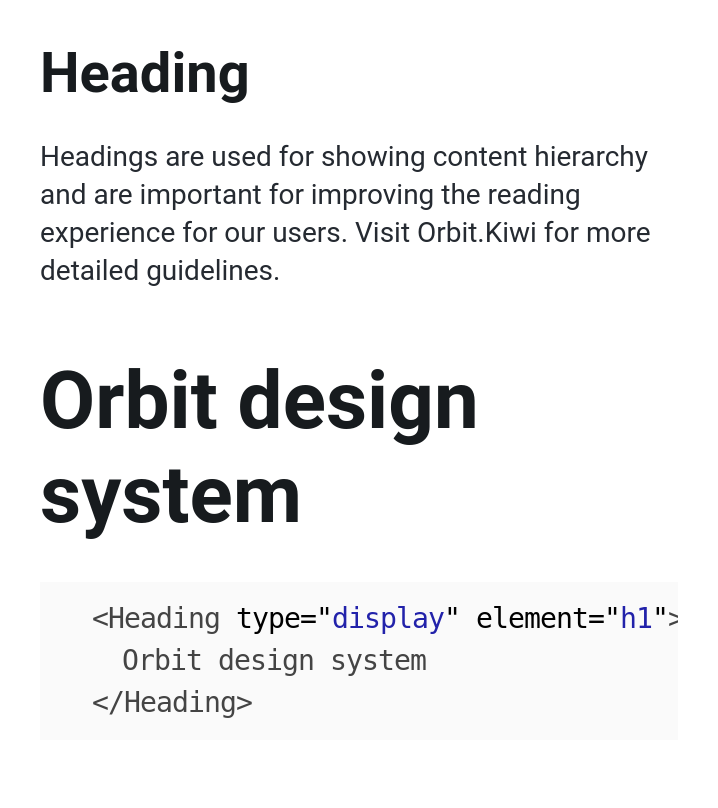 Heading
Headings are used for showing content hierarchy
and are important for improving the reading
experience for our users. Visit Orbit.Kiwi for more
detailed guidelines.
Orbit design
system
<Heading type="display" element="h1">
  Orbit design system
</Heading>